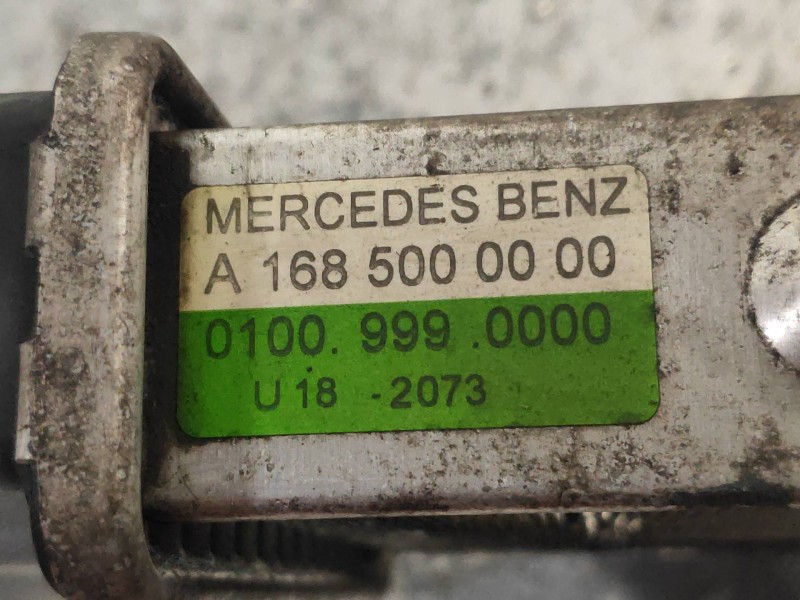 MERCEDES BENZ
A 168 500 00 00
0100. 999 .0000
U 18 - 2073